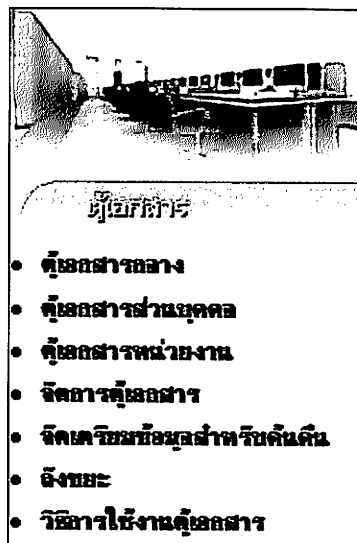 ตู้เอกสาร
• ตู้เอกสารกลาง
• ตู้เอกสารส่วนบุคคล
• ตู้เอกสารหน่วยงาน
• จัดการตู้เอกสาร
• จัดเตรียมข้อมูลสำหรับค้นคืน
• ถังขยะ
• วิธีการใช้งานตู้เอกสาร